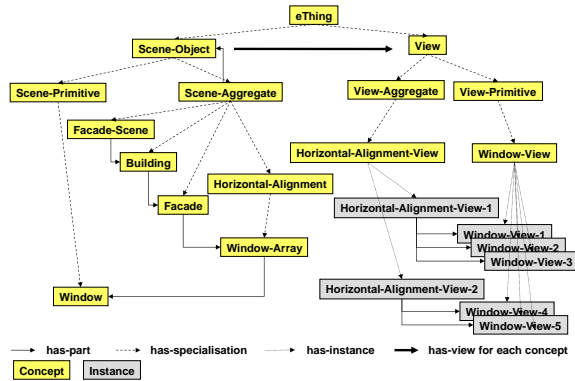 eThing
Scene-Object
View
Scene-Primitive
Scene-Aggregate
View-Aggregate
View-Primitive
Facade-Scene
Building
Horizontal-Alignment-View
Window-View
Facade
Horizontal-Alignment
Horizontal-Alignment-View-1
Window-View-1
Window-Array
Window-View-2
Window-View-3
Window
Horizontal-Alignment-View-2
Window-View-4
Window-View-5
has-part
has-specialisation
has-instance
has-view for each concept
Concept
Instance